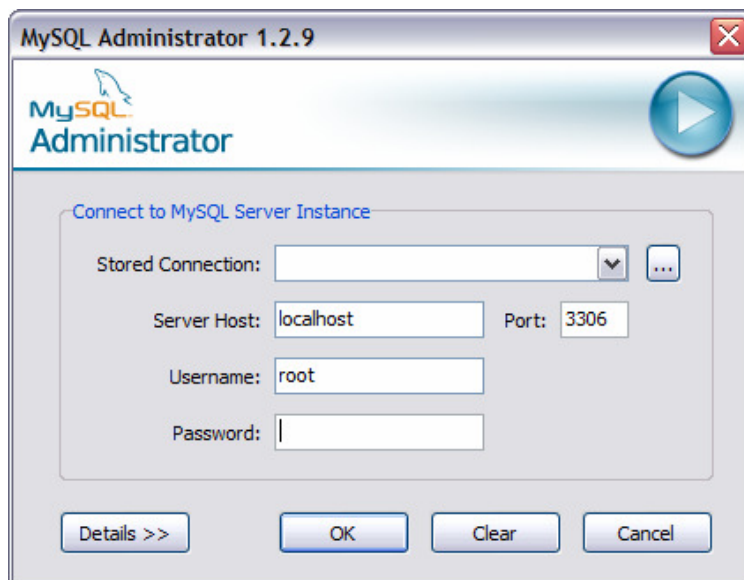 MySQL Administrator 1.2.9
MySQL
Administrator
Connect to MySQL Server Instance
Stored Connection: ...
Server Host: localhost Port: 3306
Username: root
Password:
Details >> OK Clear Cancel